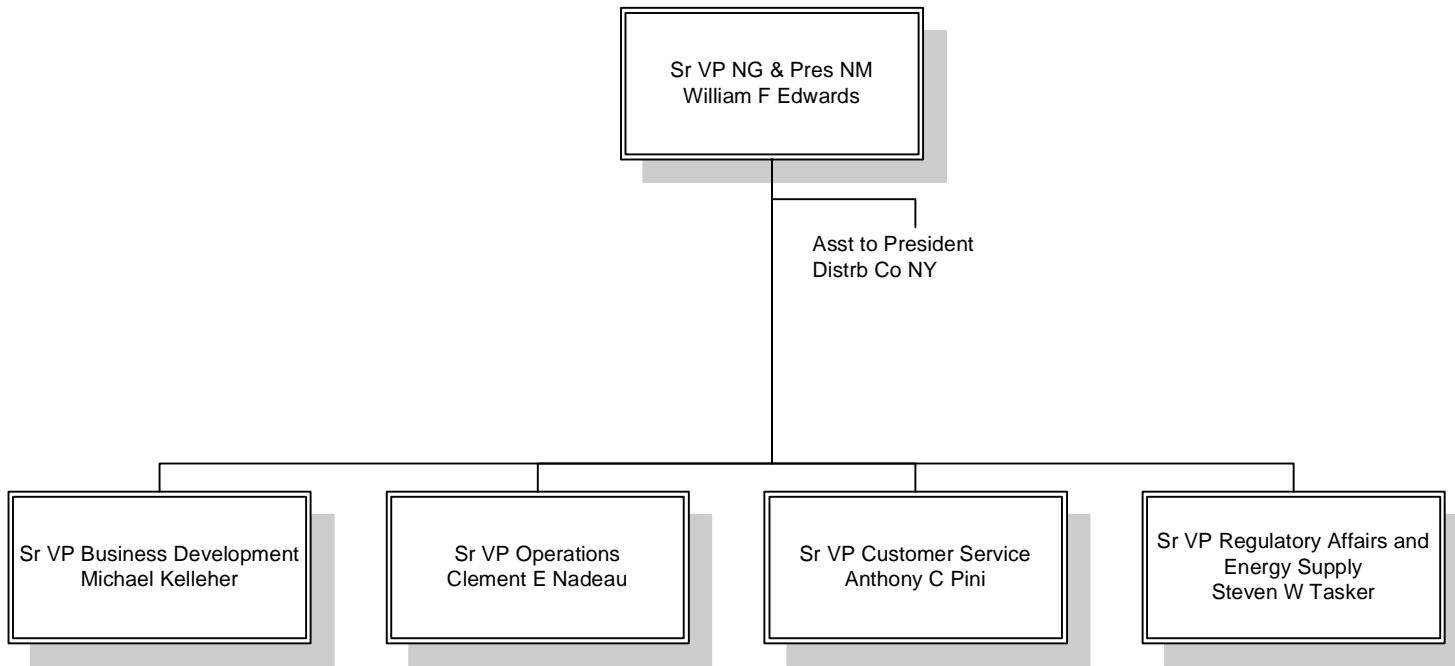 Sr VP NG & Pres NM
William F Edwards
Asst to President
Distrb Co NY
Sr VP Business Development
Michael Kelleher
Sr VP Operations
Clement E Nadeau
Sr VP Customer Service
Anthony C Pini
Sr VP Regulatory Affairs and
Energy Supply
Steven W Tasker